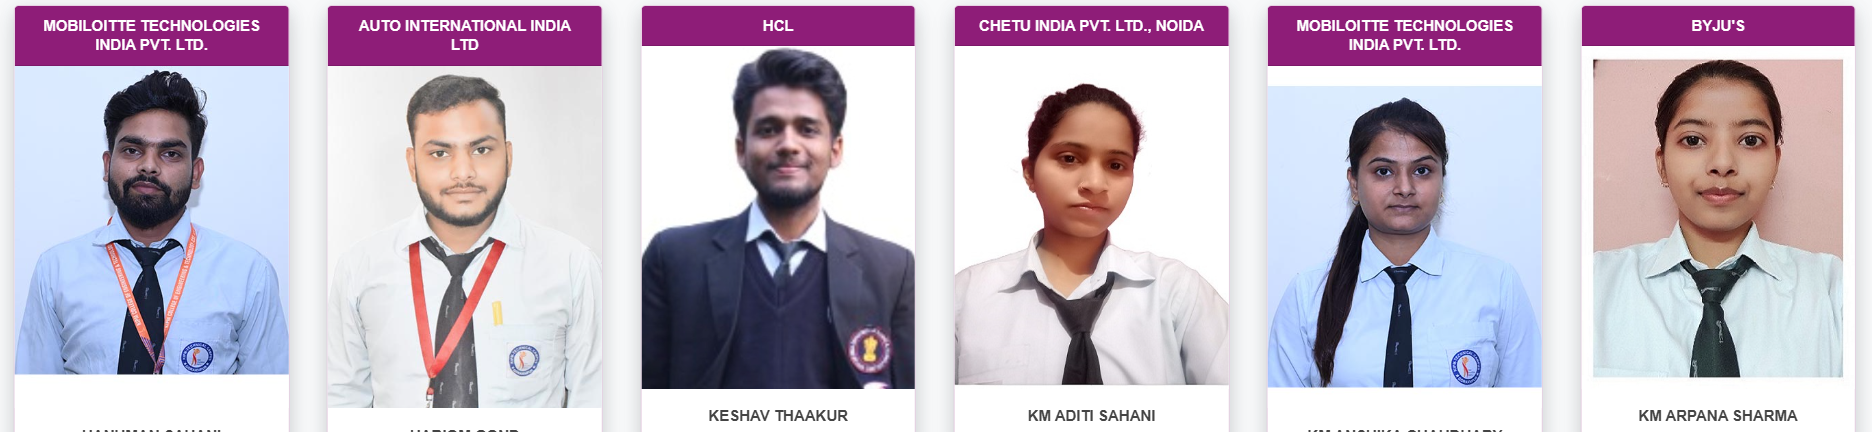 MOBILOITTE TECHNOLOGIES
INDIA PVT. LTD.
AUTO INTERNATIONAL INDIA
LTD
HCL
KESHAV THAAKUR
CHETU INDIA PVT. LTD., NOIDA
KM ADITI SAHANI
MOBILOITTE TECHNOLOGIES
INDIA PVT. LTD.
BYJU'S
KM ARPANA SHARMA